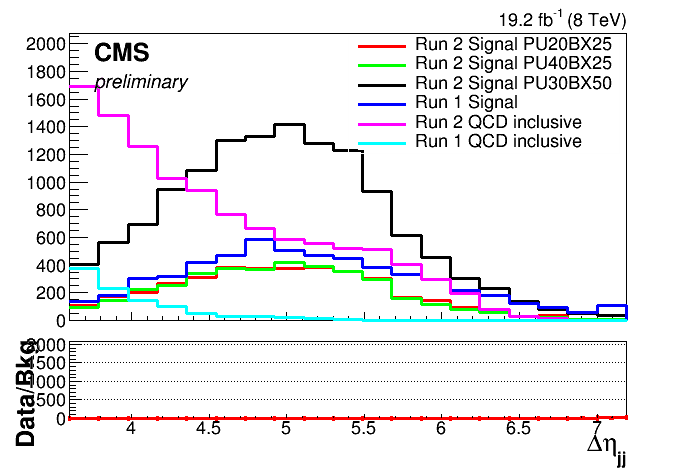 19.2 fb⁻¹ (8 TeV)
CMS
preliminary
Run 2 Signal PU20BX25
Run 2 Signal PU40BX25
Run 2 Signal PU30BX50
Run 1 Signal
Run 2 QCD inclusive
Run 1 QCD inclusive
2000
1800
1600
1400
1200
1000
800
600
400
200
0
Data/Bkg
2000
1500
1000
500
0
4 4.5 5 5.5 6 6.5 7
Δηjj